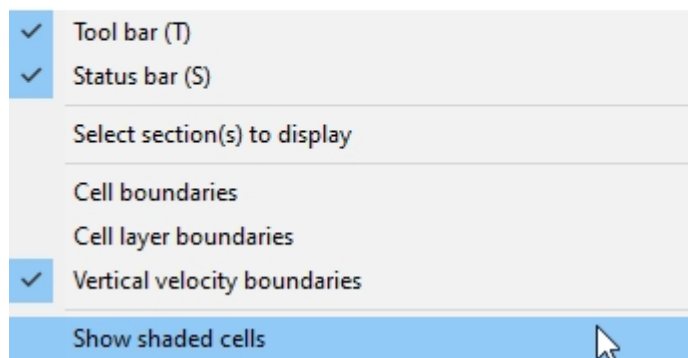 Tool bar (T)
Status bar (S)
Select section(s) to display
Cell boundaries
Cell layer boundaries
Vertical velocity boundaries
Show shaded cells